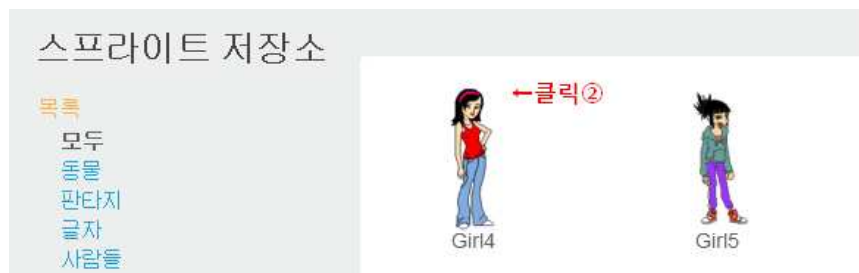 스프라이트 저장소
목록
모두
동물
판타지
글자
사람들
←클릭②
Girl4
Girl5